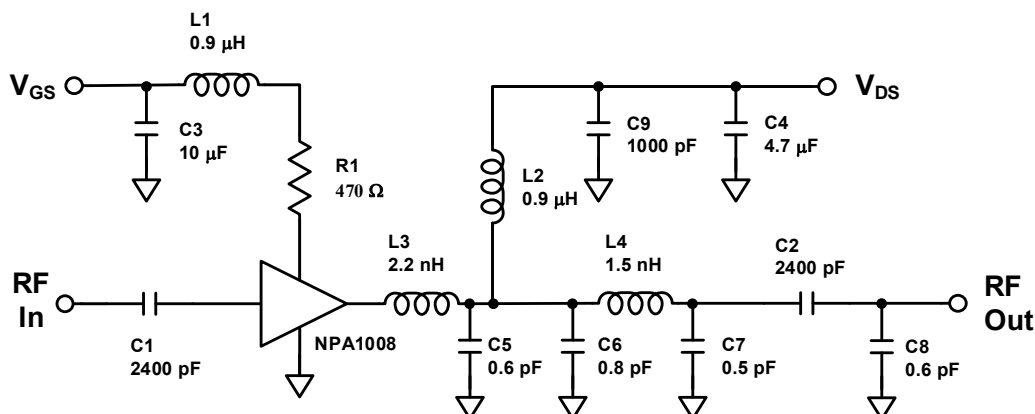 L1
0.9 μH
V_GS
C3
10 μF
R1
470 Ω
V_DS
C9
1000 pF
C4
4.7 μF
L2
0.9 μH
L3
2.2 nH
L4
1.5 nH
C2
2400 pF
RF
In
RF
Out
C1
2400 pF
NPA1008
C5
0.6 pF
C6
0.8 pF
C7
0.5 pF
C8
0.6 pF